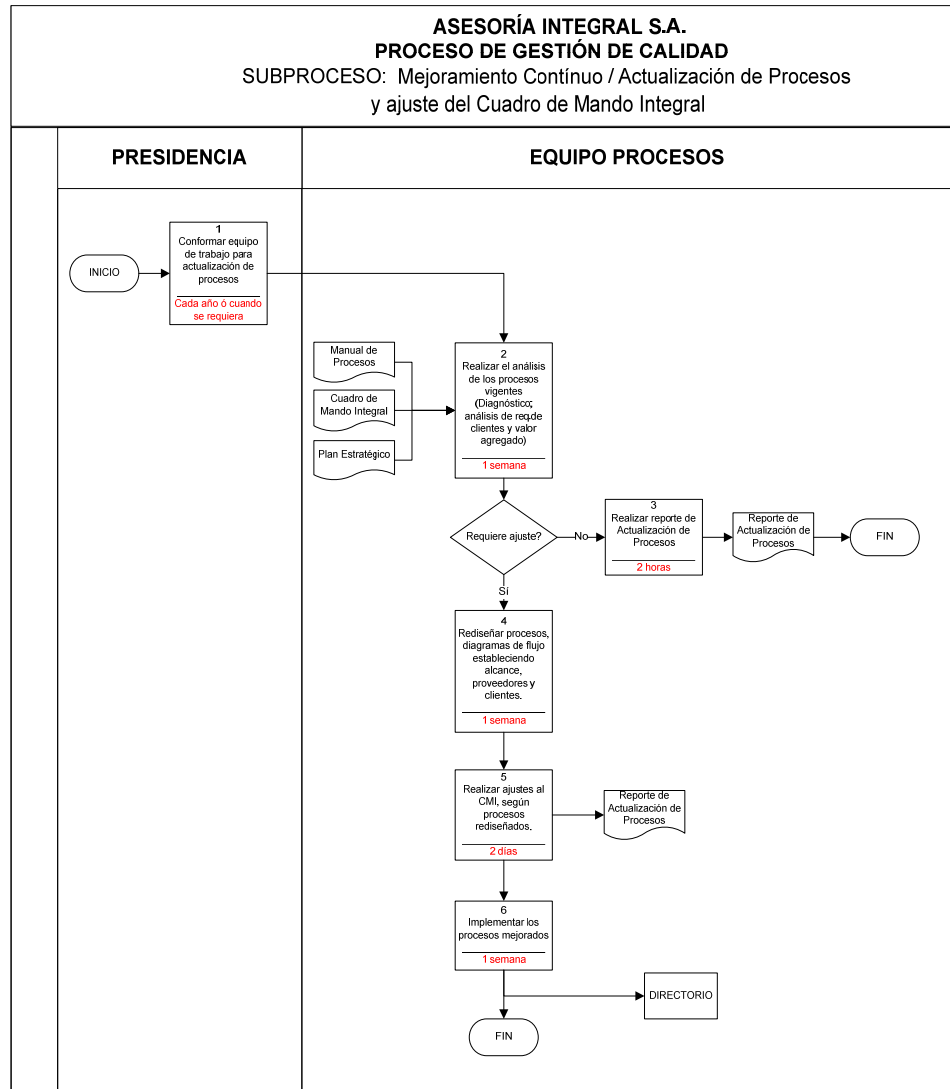 ASESORÍA INTEGRAL S.A.
PROCESO DE GESTIÓN DE CALIDAD
SUBPROCESO: Mejoramiento Contínuo / Actualización de Procesos
y ajuste del Cuadro de Mando Integral
PRESIDENCIA
EQUIPO PROCESOS
INICIO
1
Conformar equipo
de trabajo para
actualización de
procesos
Cada año ó cuando
se requiera
Manual de
Procesos
Cuadro de
Mando Integral
Plan Estratégico
2
Realizar el análisis
de los procesos
vigentes
(Diagnóstico;
análisis de req.de
clientes y valor
agregado)
1 semana
Requiere ajuste?
No
3
Realizar reporte de
Actualización de
Procesos
2 horas
Reporte de
Actualización de
Procesos
FIN
Sí
4
Rediseñar procesos,
diagramas de flujo
estableciendo
alcance,
proveedores y
clientes.
1 semana
5
Realizar ajustes al
CMI, según
procesos
rediseñados.
2 días
Reporte de
Actualización de
Procesos
6
Implementar los
procesos mejorados
1 semana
DIRECTORIO
FIN